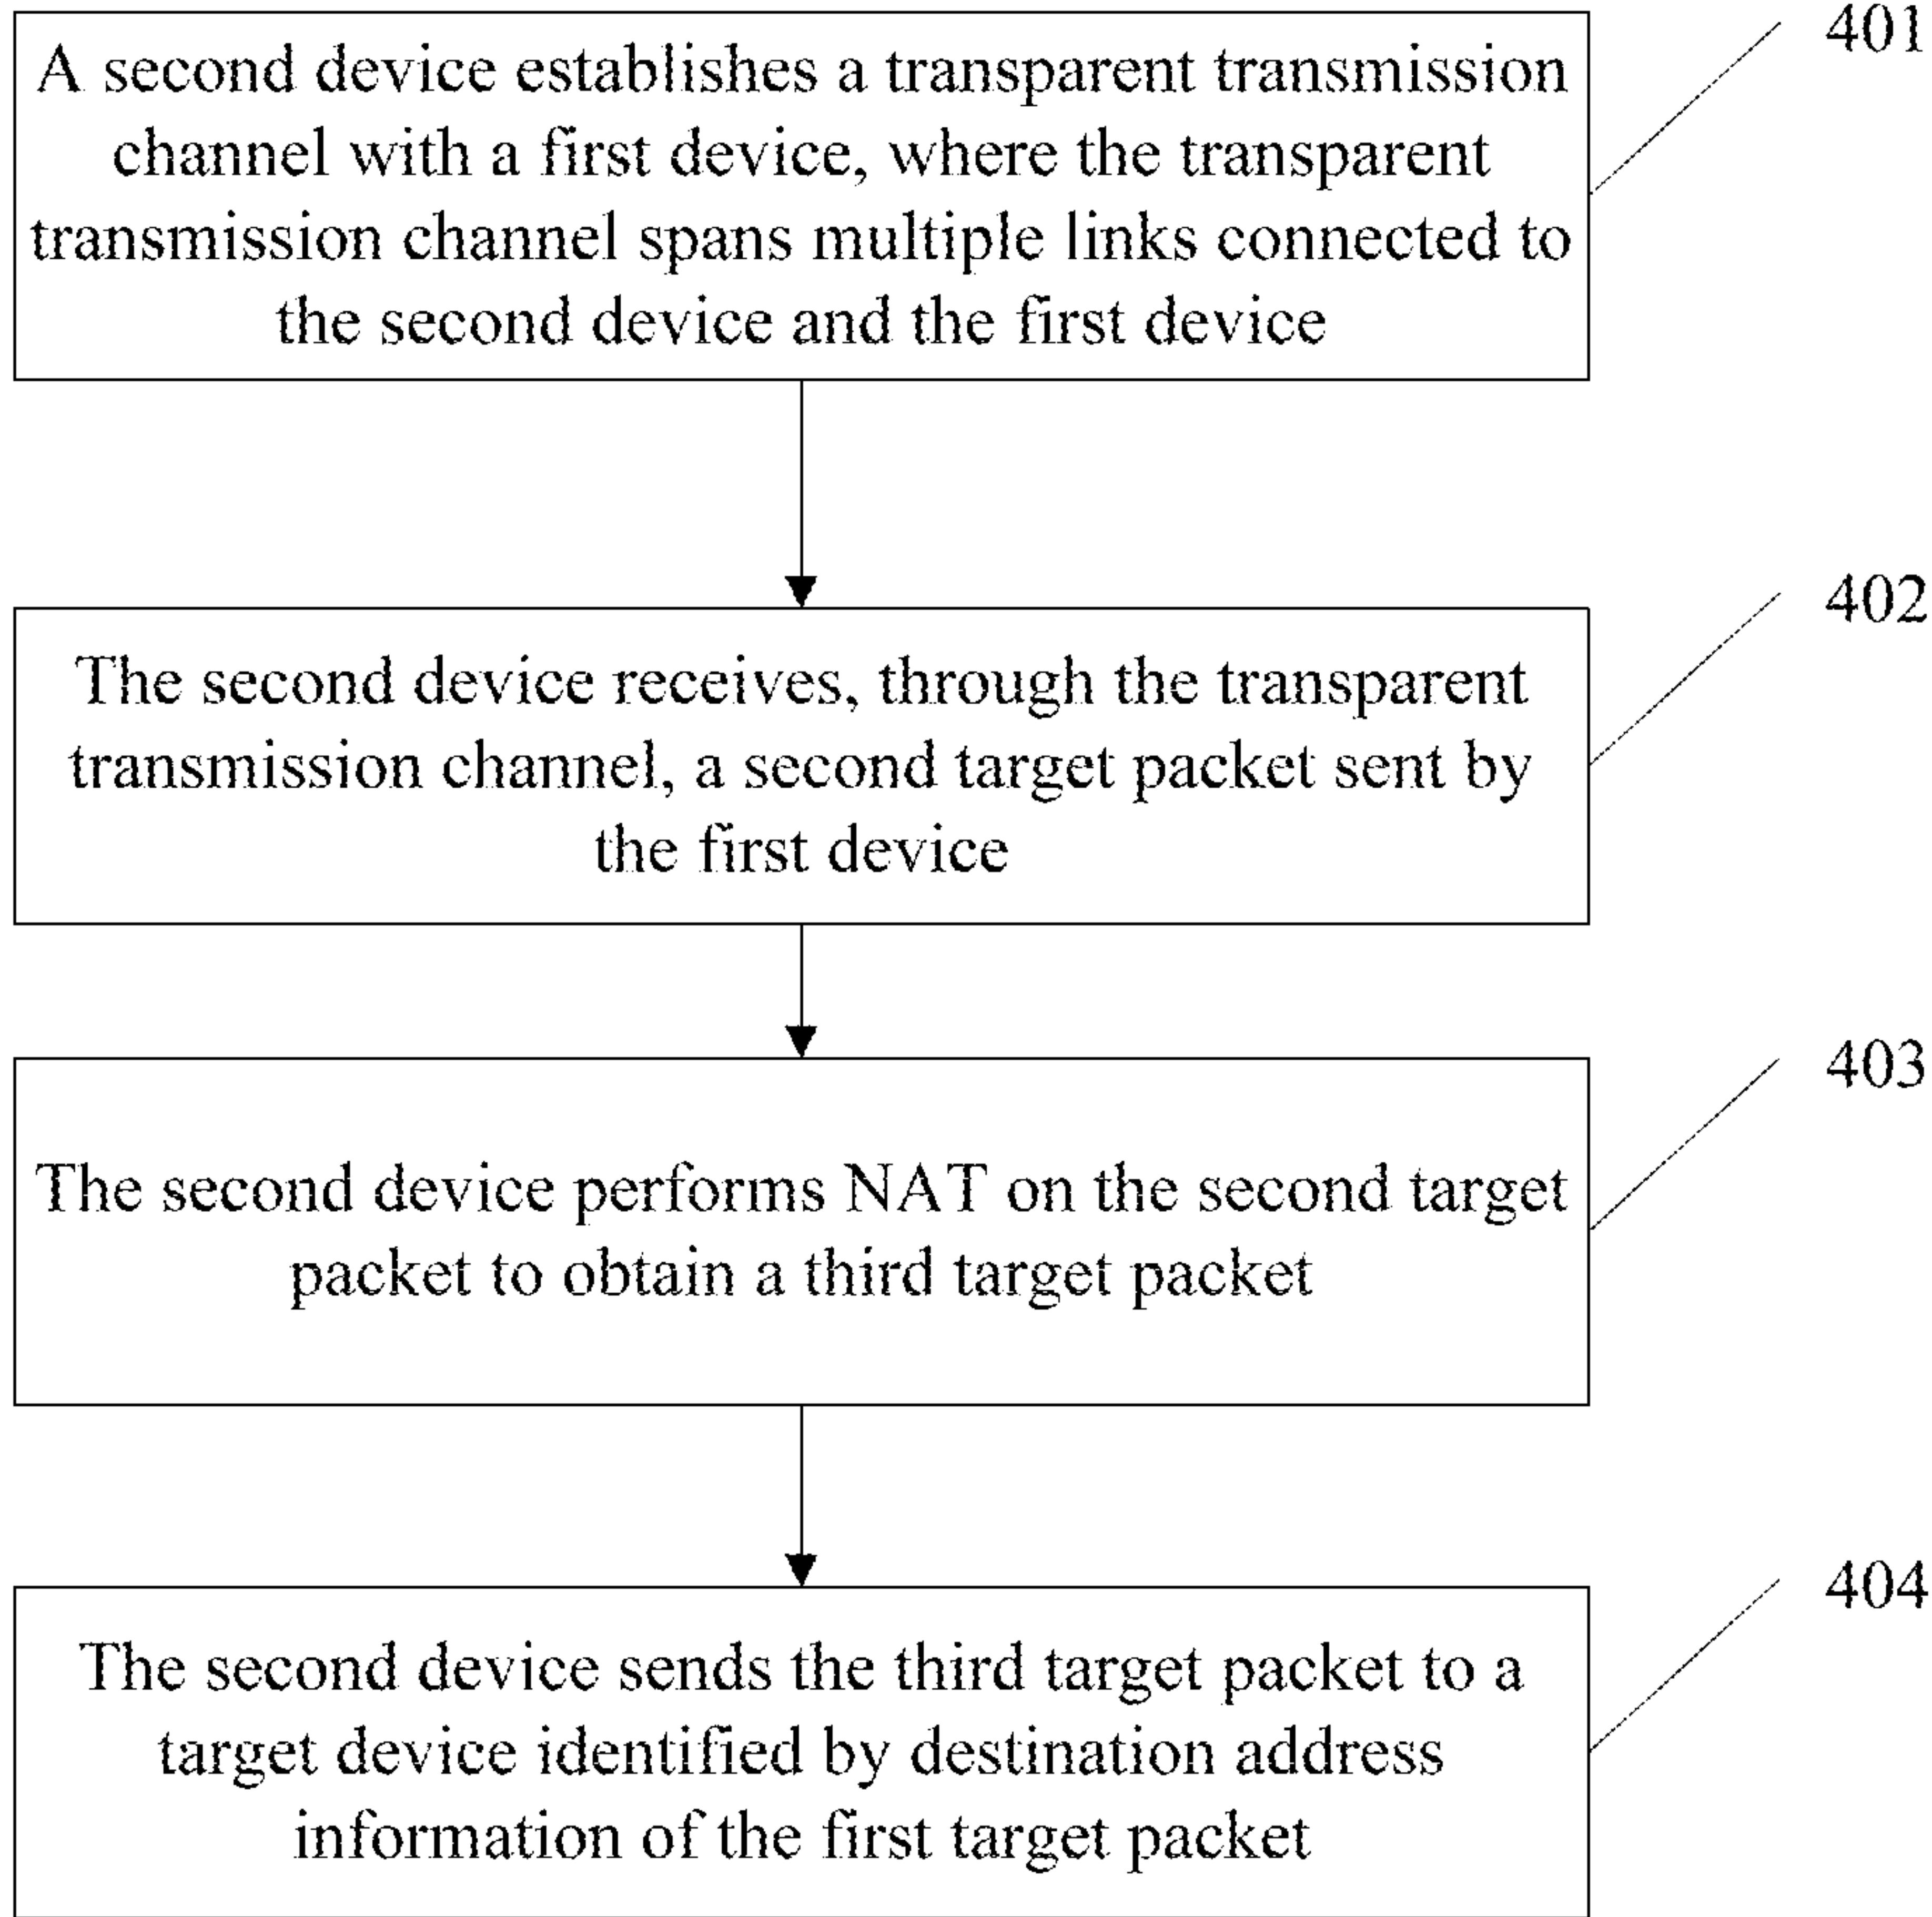 401
A second device establishes a transparent transmission
channel with a first device, where the transparent
transmission channel spans multiple links connected to
the second device and the first device
402
The second device receives, through the transparent
transmission channel, a second target packet sent by
the first device
403
The second device performs NAT on the second target
packet to obtain a third target packet
404
The second device sends the third target packet to a
target device identified by destination address
information of the first target packet